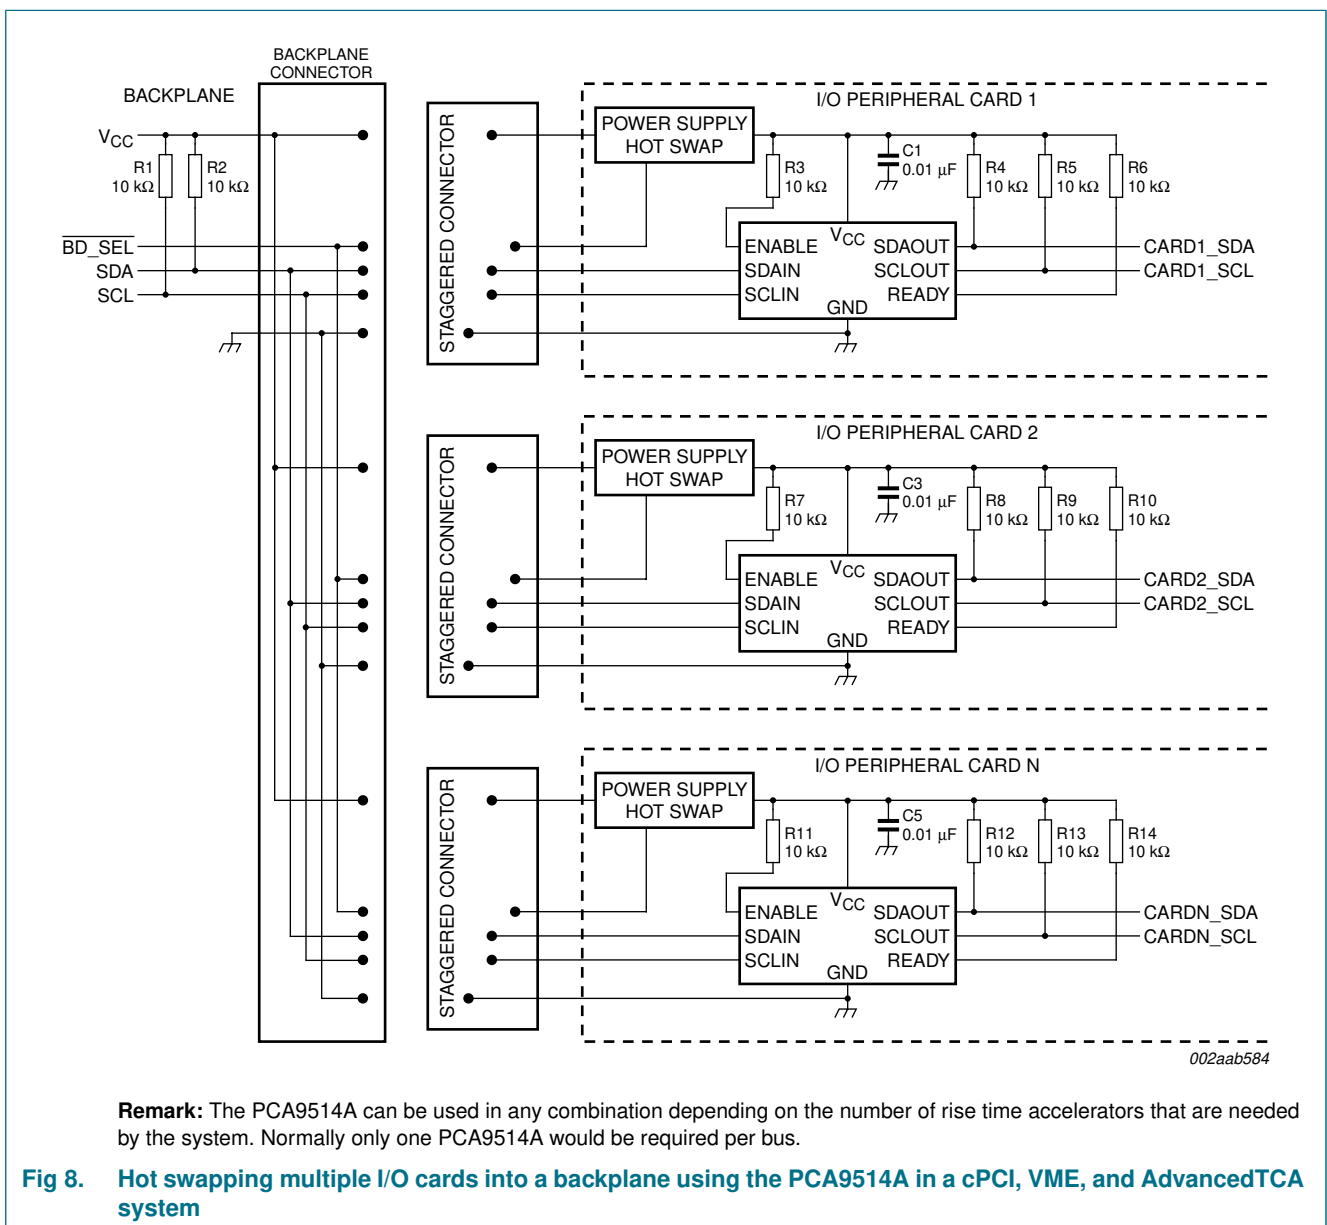 BACKPLANE
CONNECTOR
BACKPLANE
VCC
R1
10 kΩ
R2
10 kΩ
BD_SEL
SDA
SCL
STAGGERED CONNECTOR
I/O PERIPHERAL CARD 1
POWER SUPPLY
HOT SWAP
R3
10 kΩ
C1
0.01 μF
R4
10 kΩ
R5
10 kΩ
R6
10 kΩ
VCC
ENABLE
SDAIN
SCLIN
SDAOUT
SCLOUT
READY
GND
CARD1_SDA
CARD1_SCL
STAGGERED CONNECTOR
I/O PERIPHERAL CARD 2
POWER SUPPLY
HOT SWAP
R7
10 kΩ
C3
0.01 μF
R8
10 kΩ
R9
10 kΩ
R10
10 kΩ
VCC
ENABLE
SDAIN
SCLIN
SDAOUT
SCLOUT
READY
GND
CARD2_SDA
CARD2_SCL
STAGGERED CONNECTOR
I/O PERIPHERAL CARD N
POWER SUPPLY
HOT SWAP
R11
10 kΩ
C5
0.01 μF
R12
10 kΩ
R13
10 kΩ
R14
10 kΩ
VCC
ENABLE
SDAIN
SCLIN
SDAOUT
SCLOUT
READY
GND
CARDN_SDA
CARDN_SCL
002aab584
Remark: The PCA9514A can be used in any combination depending on the number of rise time accelerators that are needed
by the system. Normally only one PCA9514A would be required per bus.
Fig 8. Hot swapping multiple I/O cards into a backplane using the PCA9514A in a cPCI, VME, and AdvancedTCA
system